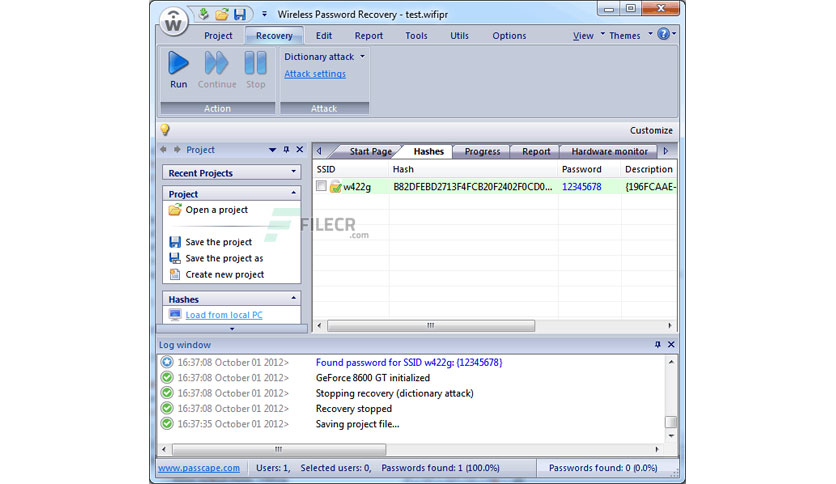 Wireless Password Recovery - test.wifipr
Project Recovery Edit Report Tools Utils Options View Themes
Run Continue Stop
Action
Dictionary attack
Attack settings
Attack
Customize
Project
Recent Projects
Project
Open a project
Save the project
Save the project as
Create new project
Hashes
Load from local PC
Start Page Hashes Progress Report Hardware monitor
SSID Hash Password Description
w422g B82DFEBD2713F4FCB20F2402F0CD0... 12345678 {196FCAAE-
FILECR
.com
Log window
16:37:08 October 01 2012> Found password for SSID w422g: {12345678}
16:37:08 October 01 2012> GeForce 8600 GT initialized
16:37:08 October 01 2012> Stopping recovery (dictionary attack)
16:37:08 October 01 2012> Recovery stopped
16:37:35 October 01 2012> Saving project file...
www.passcape.com Users: 1, Selected users: 0, Passwords found: 1 (100.0%) Passwords found: 0 (0.0%)